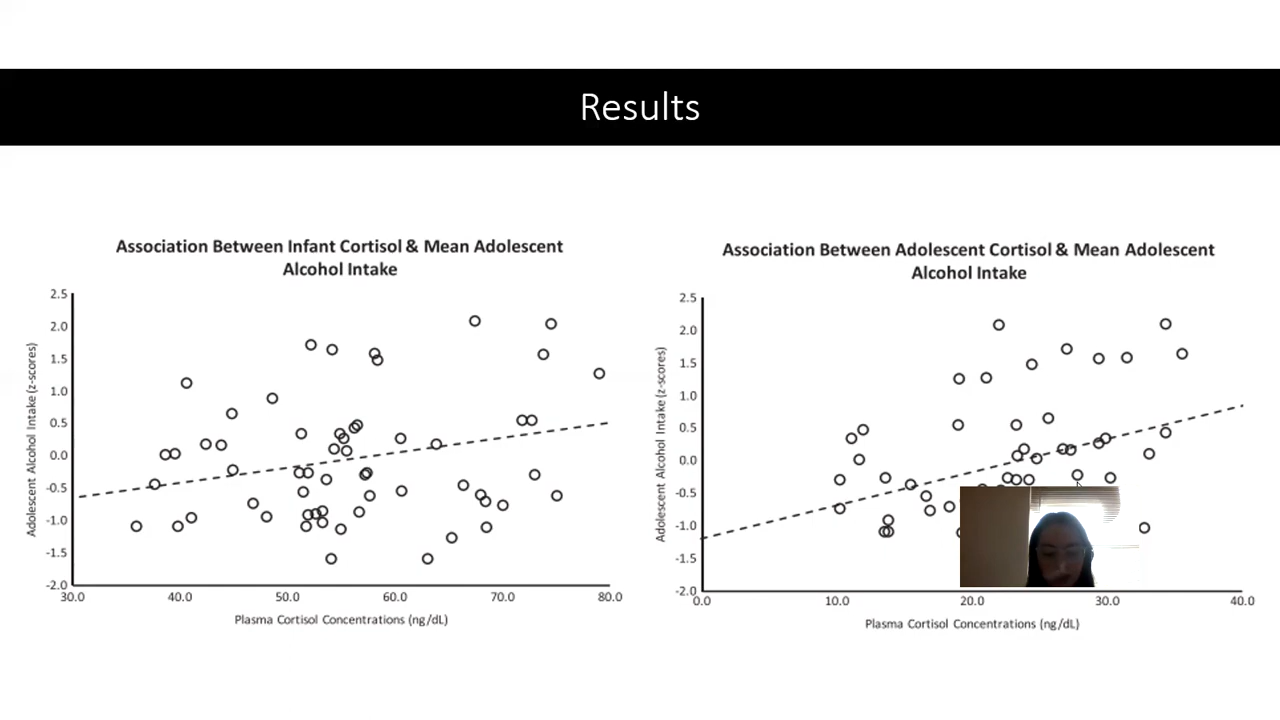 Results
Association Between Infant Cortisol & Mean Adolescent
Alcohol Intake
2.5
2.0
1.5
1.0
0.5
0.0
-0.5
-1.0
-1.5
-2.0
Adolescent Alcohol Intake (z-scores)
30.0 40.0 50.0 60.0 70.0 80.0
Plasma Cortisol Concentrations (ng/dL)
Association Between Adolescent Cortisol & Mean Adolescent
Alcohol Intake
2.5
2.0
1.5
1.0
0.5
0.0
-0.5
-1.0
-1.5
-2.0
Adolescent Alcohol Intake (z-scores)
0.0 10.0 20.0 30.0 40.0
Plasma Cortisol Concentrations (ng/dL)